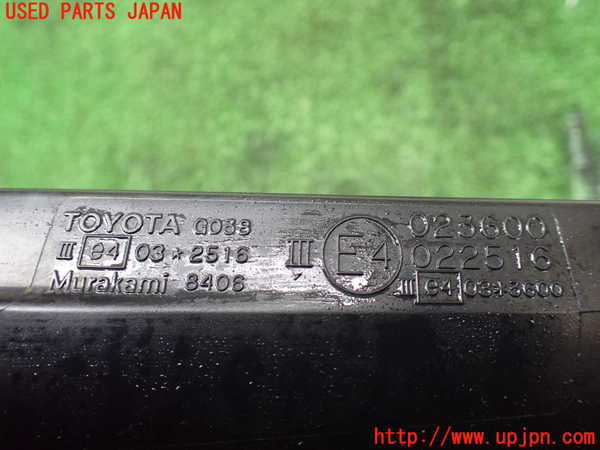 USED PARTS JAPAN
TOYOTA G033
III e4 03*2516
Murakami 8406
III E4 023600
022516
III e4 03*3600
http://www.upjpn.com